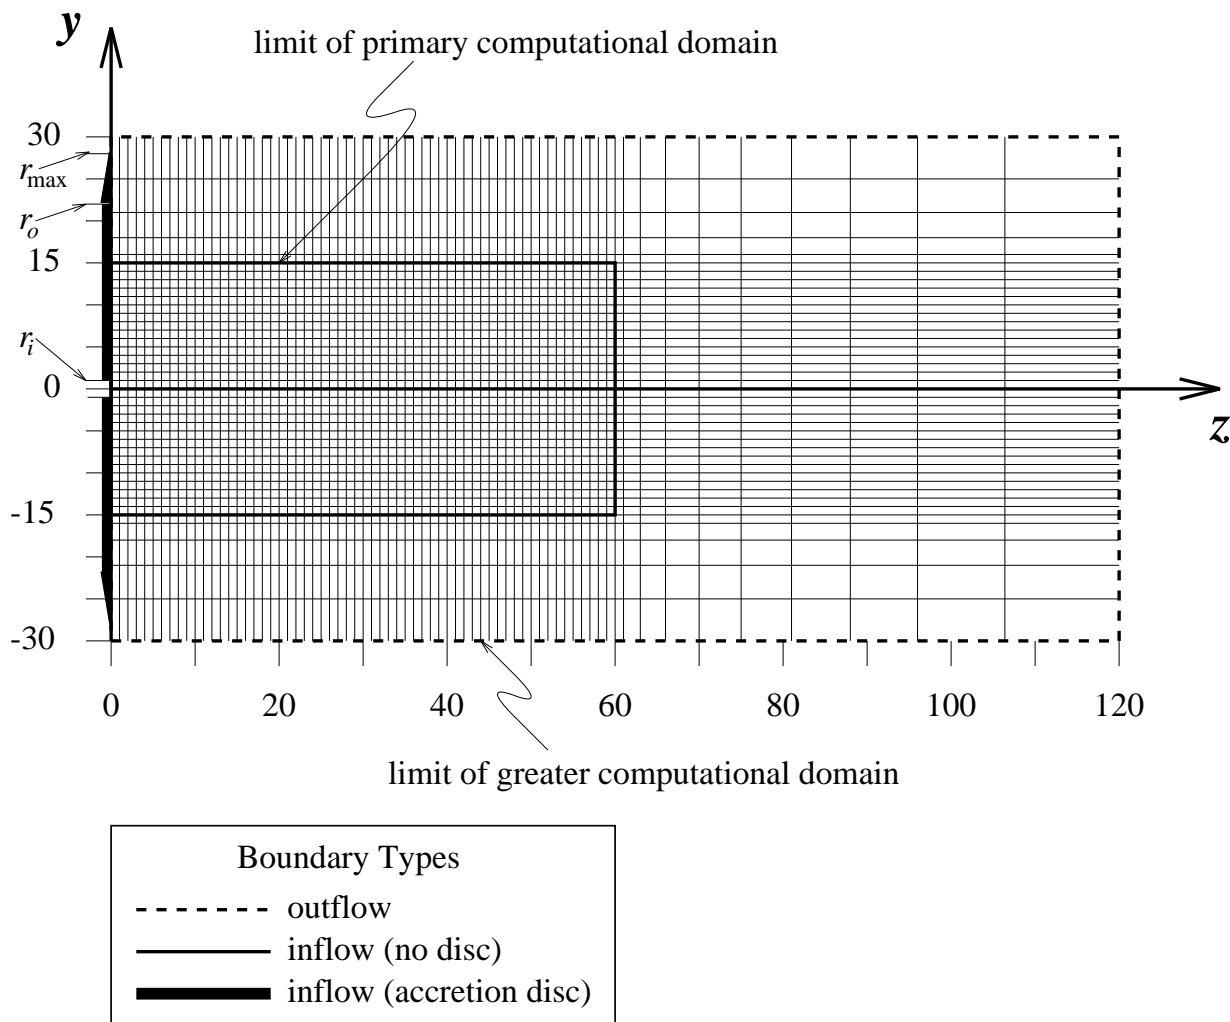 y
limit of primary computational domain
30
r_max
r_o
15
r_i
0
z
-15
-30
0 20 40 60 80 100 120
limit of greater computational domain
Boundary Types
outflow
inflow (no disc)
inflow (accretion disc)